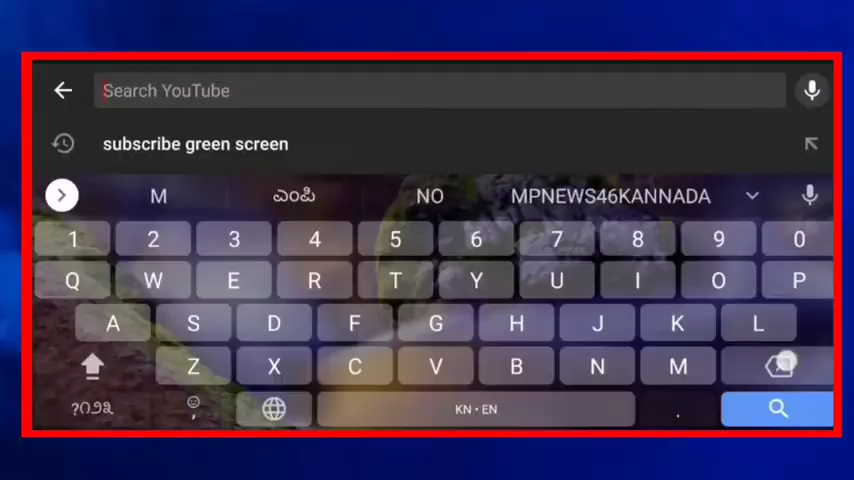 Search YouTube
subscribe green screen
M ಎಂಪಿ NO MPNEWS46KANNADA
1 2 3 4 5 6 7 8 9 0
Q W E R T Y U I O P
A S D F G H J K L
Z X C V B N M
?೧೨೩ , KN • EN .